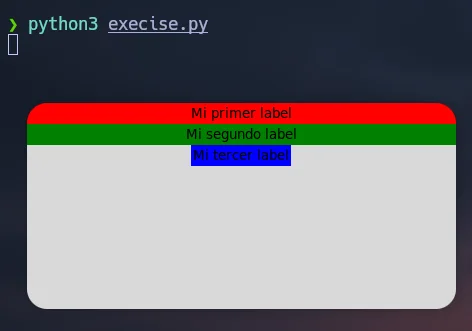 ❯ python3 execise.py
Mi primer label
Mi segundo label
Mi tercer label